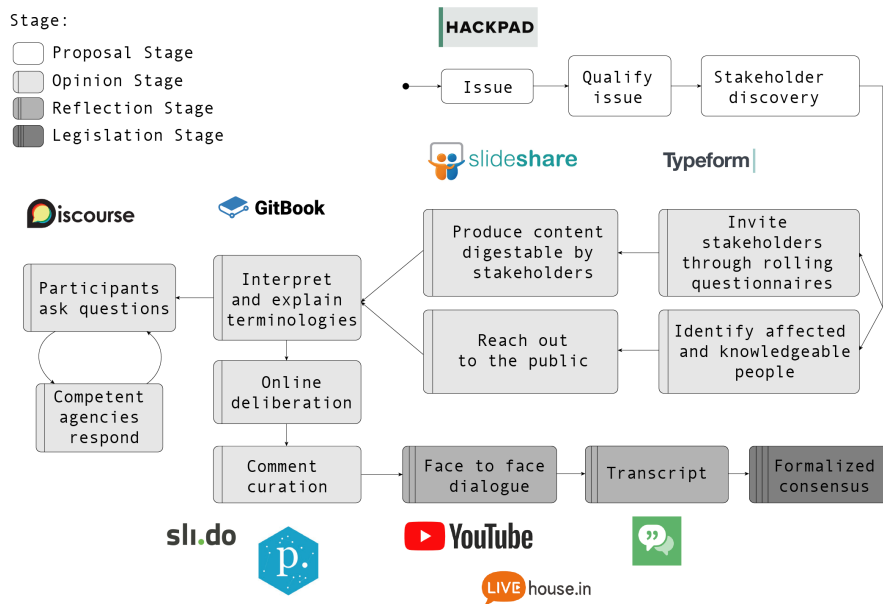 Stage:
Proposal Stage
Opinion Stage
Reflection Stage
Legislation Stage
HACKPAD
Issue
Qualify
issue
Stakeholder
discovery
slideshare
Typeform
Discourse
GitBook
Produce content
digestable by
stakeholders
Invite
stakeholders
through rolling
questionnaires
Participants
ask questions
Interpret
and explain
terminologies
Reach out
to the public
Identify affected
and knowledgeable
people
Competent
agencies
respond
Online
deliberation
Comment
curation
Face to face
dialogue
Transcript
Formalized
consensus
slı.do
p.
YouTube
LIVE house.in